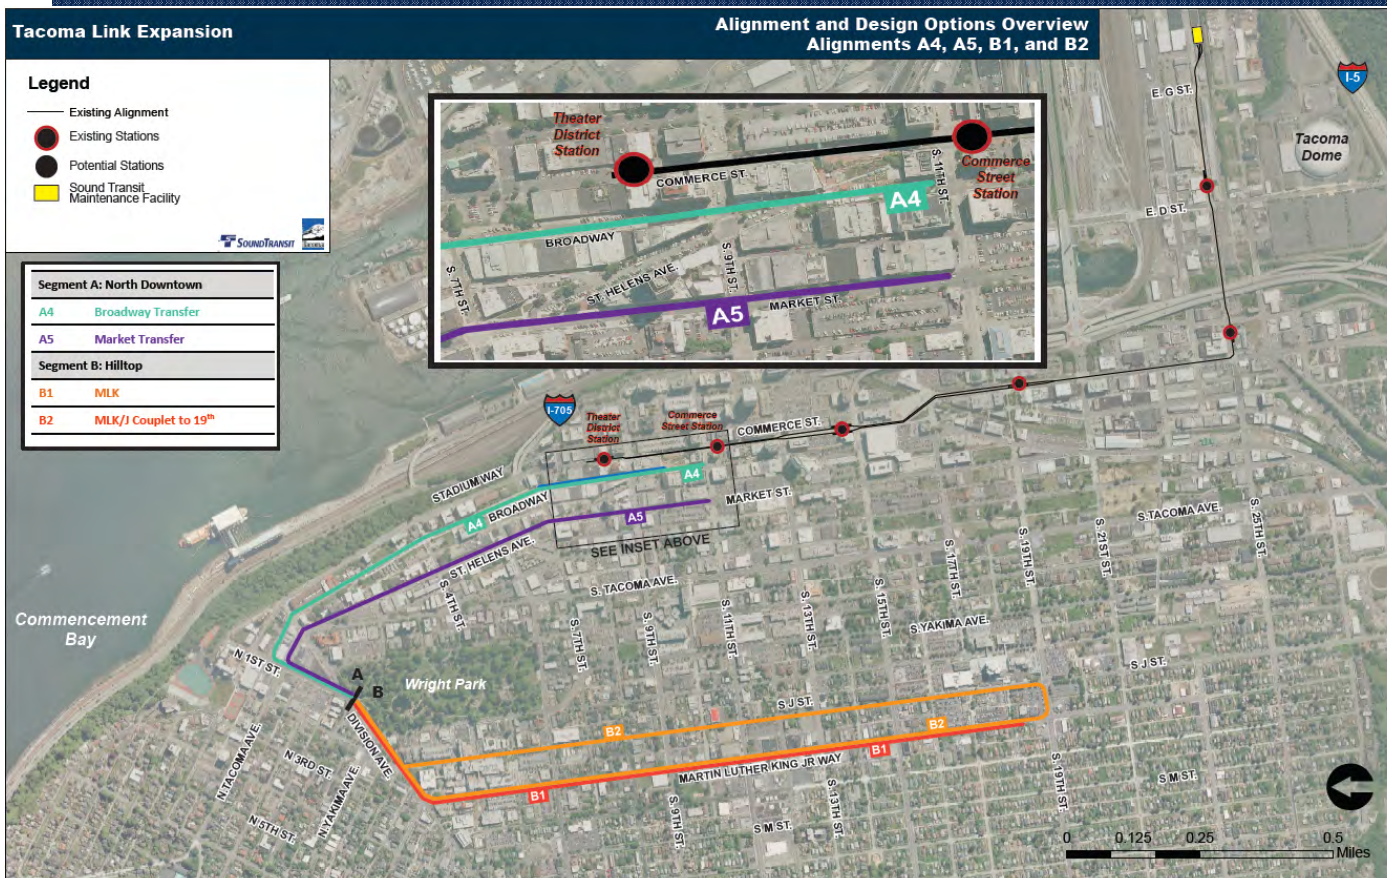 Tacoma Link Expansion
Alignment and Design Options Overview
Alignments A4, A5, B1, and B2
Legend
Existing Alignment
Existing Stations
Potential Stations
Sound Transit
Maintenance Facility
SOUNDTRANSIT
Tacoma
Segment A: North Downtown
A4 Broadway Transfer
A5 Market Transfer
Segment B: Hilltop
B1 MLK
B2 MLK/J Couplet to 19th
Theater
District
Station
COMMERCE ST.
S. 11TH ST.
Commerce
Street
Station
A4
BROADWAY
S. 7TH ST.
ST. HELENS AVE.
S. 9TH ST.
A5
MARKET ST.
E. G ST.
I-5
Tacoma
Dome
E. D ST.
I-705
Theater
District
Station
Commerce
Street Station
COMMERCE ST.
STADIUM WAY
A4
BROADWAY
A4
A5
MARKET ST.
SEE INSET ABOVE
ST. HELENS AVE.
S. 4TH ST.
S. TACOMA AVE.
S. TACOMA AVE.
S. 7TH ST.
S. 9TH ST.
S. 11TH ST.
S. 13TH ST.
S. 15TH ST.
S. 17TH ST.
S. 19TH ST.
S. 21ST ST.
S. 25TH ST.
S. YAKIMA AVE.
S J ST.
Commencement
Bay
N 1ST ST.
A
B
Wright Park
S J ST.
B2
B2
DIVISION AVE.
N. TACOMA AVE.
N 3RD ST.
N. YAKIMA AVE.
N 5TH ST.
B1
MARTIN LUTHER KING JR WAY
B1
S. 9TH ST.
S M ST.
S. 13TH ST.
S. 19TH ST.
S M ST.
0 0.125 0.25 0.5
Miles